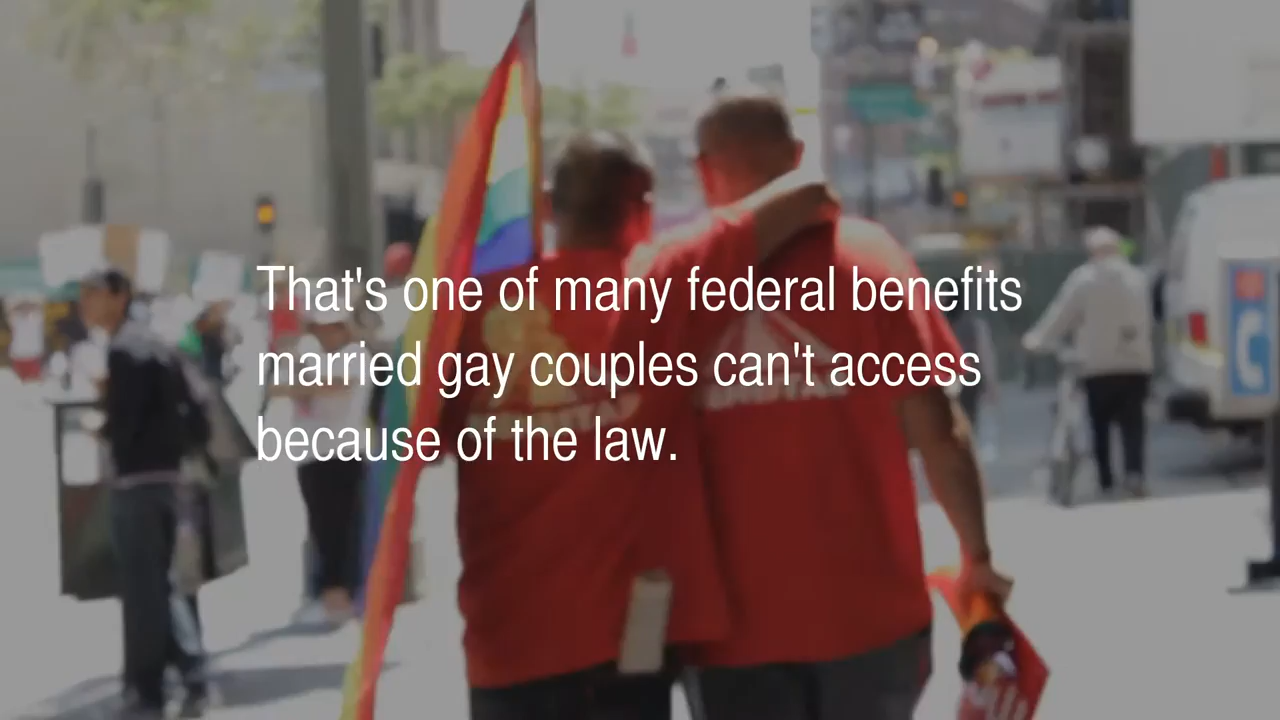 That's one of many federal benefits
married gay couples can't access
because of the law.